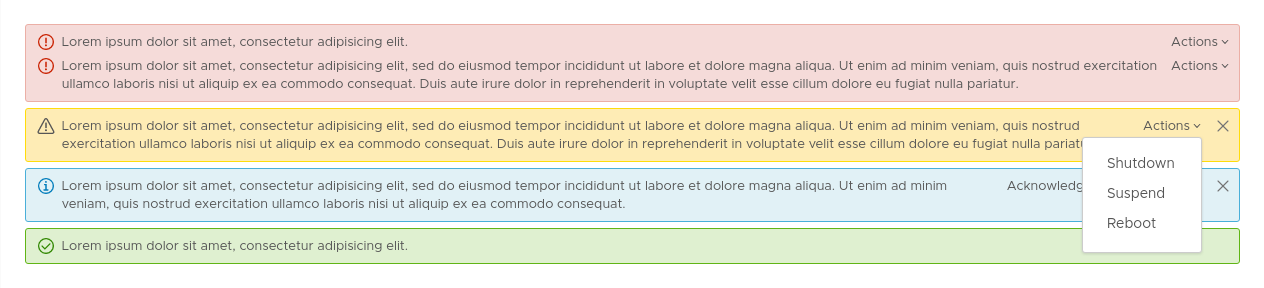 Lorem ipsum dolor sit amet, consectetur adipisicing elit. Actions
Lorem ipsum dolor sit amet, consectetur adipisicing elit, sed do eiusmod tempor incididunt ut labore et dolore magna aliqua. Ut enim ad minim veniam, quis nostrud exercitation Actions
ullamco laboris nisi ut aliquip ex ea commodo consequat. Duis aute irure dolor in reprehenderit in voluptate velit esse cillum dolore eu fugiat nulla pariatur.
Lorem ipsum dolor sit amet, consectetur adipisicing elit, sed do eiusmod tempor incididunt ut labore et dolore magna aliqua. Ut enim ad minim veniam, quis nostrud Actions
exercitation ullamco laboris nisi ut aliquip ex ea commodo consequat. Duis aute irure dolor in reprehenderit in voluptate velit esse cillum dolore eu fugiat nulla
Shutdown
Suspend
Reboot
Lorem ipsum dolor sit amet, consectetur adipisicing elit, sed do eiusmod tempor incididunt ut labore et dolore magna aliqua. Ut enim ad minim
veniam, quis nostrud exercitation ullamco laboris nisi ut aliquip ex ea commodo consequat.
Lorem ipsum dolor sit amet, consectetur adipisicing elit.